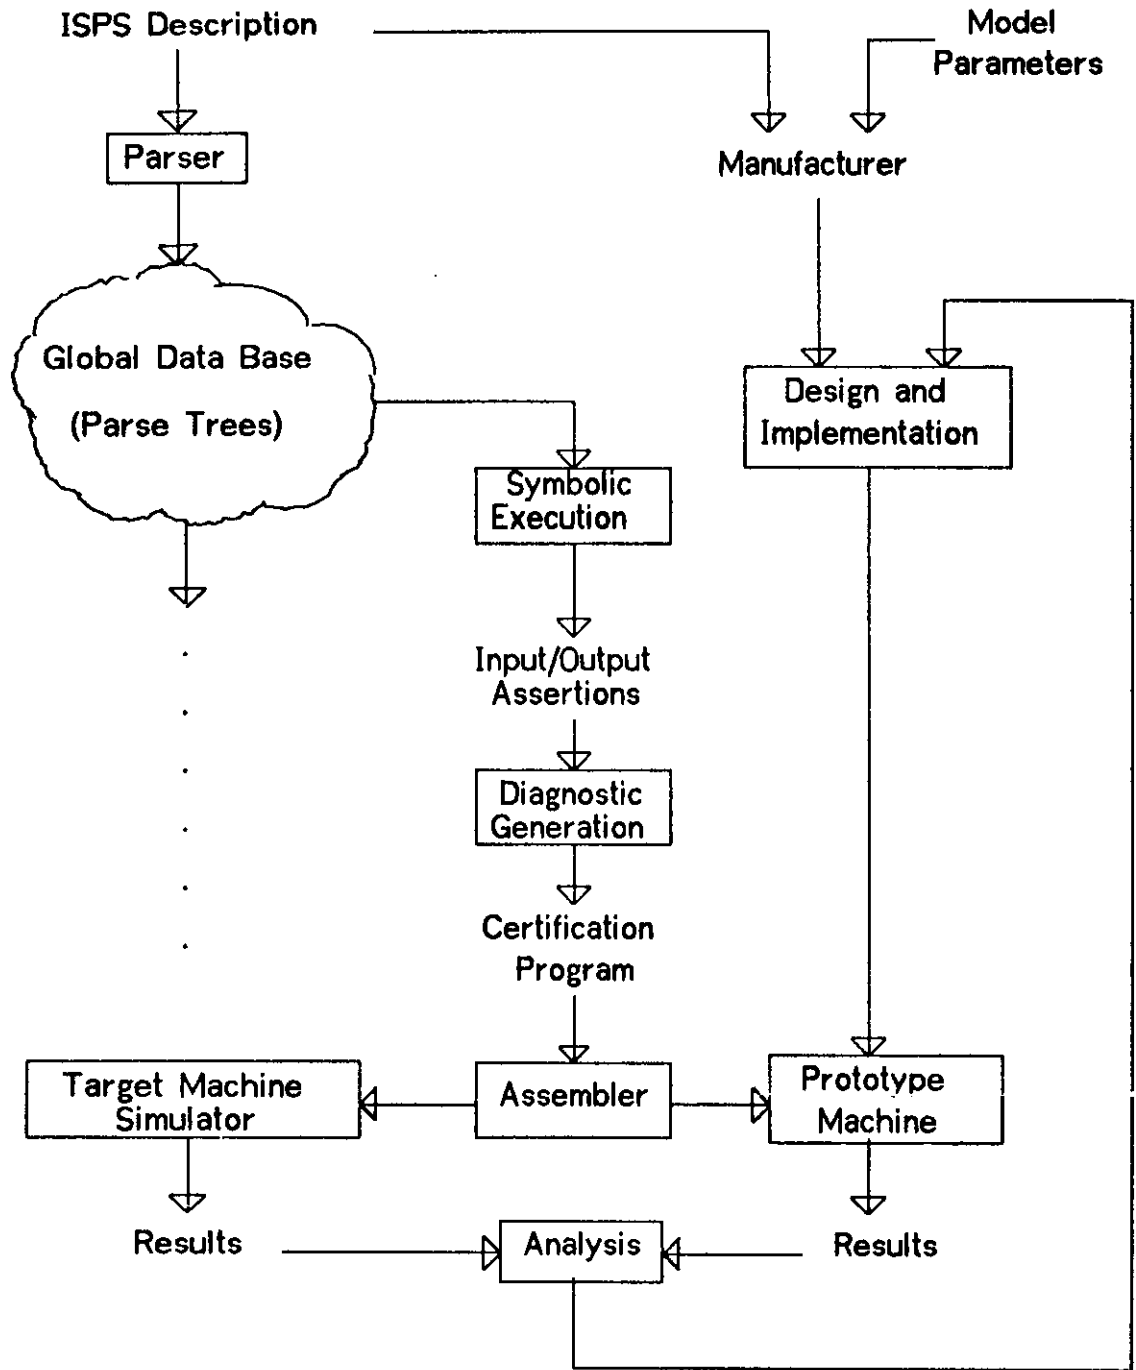 ISPS Description
Model
Parameters
Parser
Manufacturer
Global Data Base
(Parse Trees)
Design and
Implementation
Symbolic
Execution
Input/Output
Assertions
Diagnostic
Generation
Certification
Program
Target Machine
Simulator
Assembler
Prototype
Machine
Results
Analysis
Results